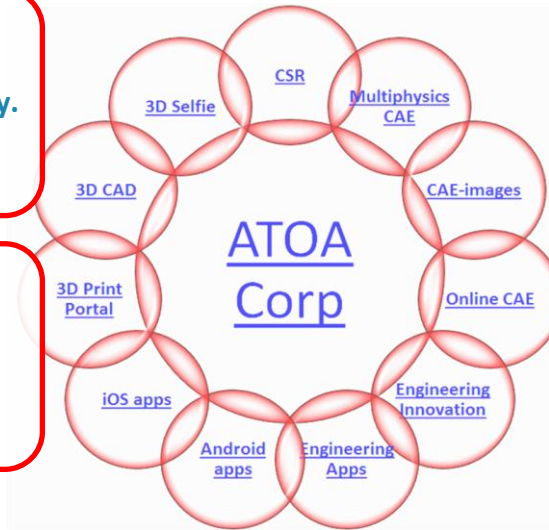 y.
CSR
Multiphysics
CAE
3D Selfie
3D CAD
CAE-images
ATOA
Corp
3D Print
Portal
Online CAE
iOS apps
Engineering
Innovation
Android
apps
Engineering
Apps